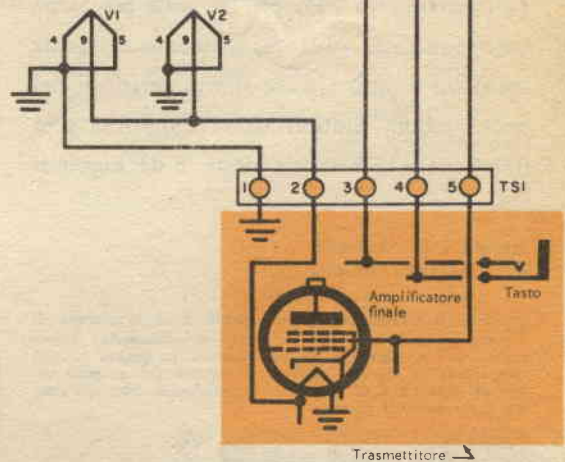 V1
V2
4 9 5
4 9 5
1 2 3 4 5 TS1
Amplificatore
finale
Tasto
Trasmettitore